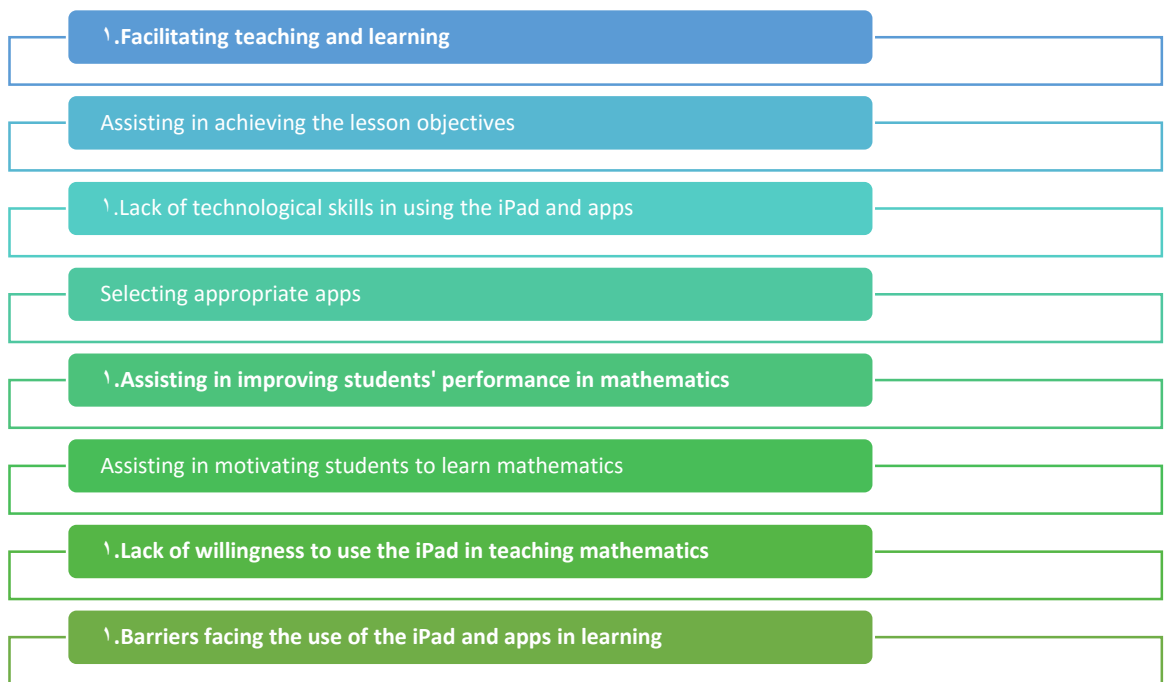 ١.Facilitating teaching and learning
Assisting in achieving the lesson objectives
١.Lack of technological skills in using the iPad and apps
Selecting appropriate apps
١.Assisting in improving students' performance in mathematics
Assisting in motivating students to learn mathematics
١.Lack of willingness to use the iPad in teaching mathematics
١.Barriers facing the use of the iPad and apps in learning